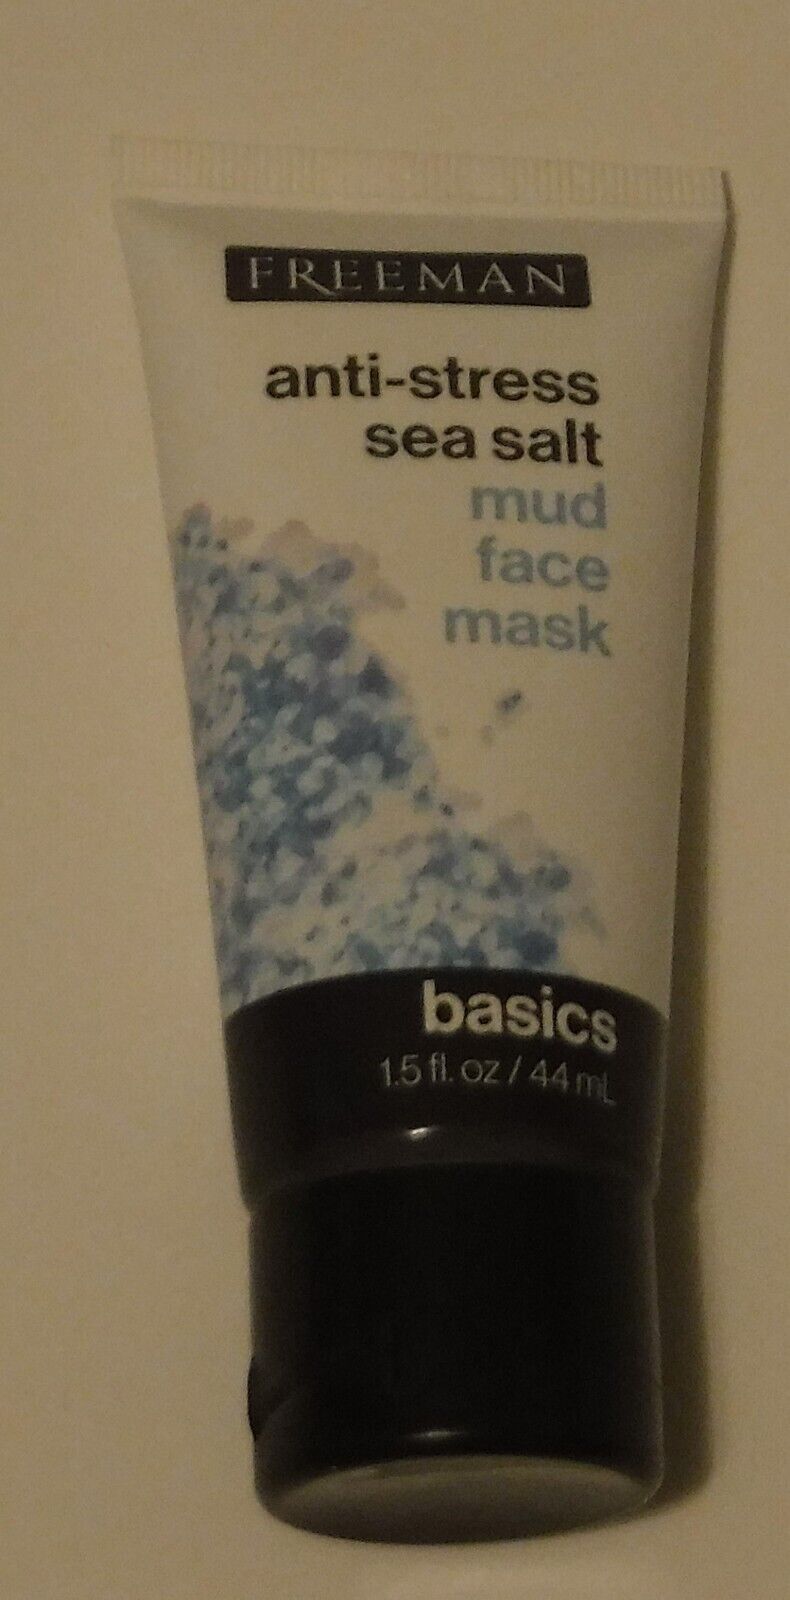 FREEMAN
anti-stress
sea salt
mud
face
mask
basics
1.5 fl. oz / 44 mL